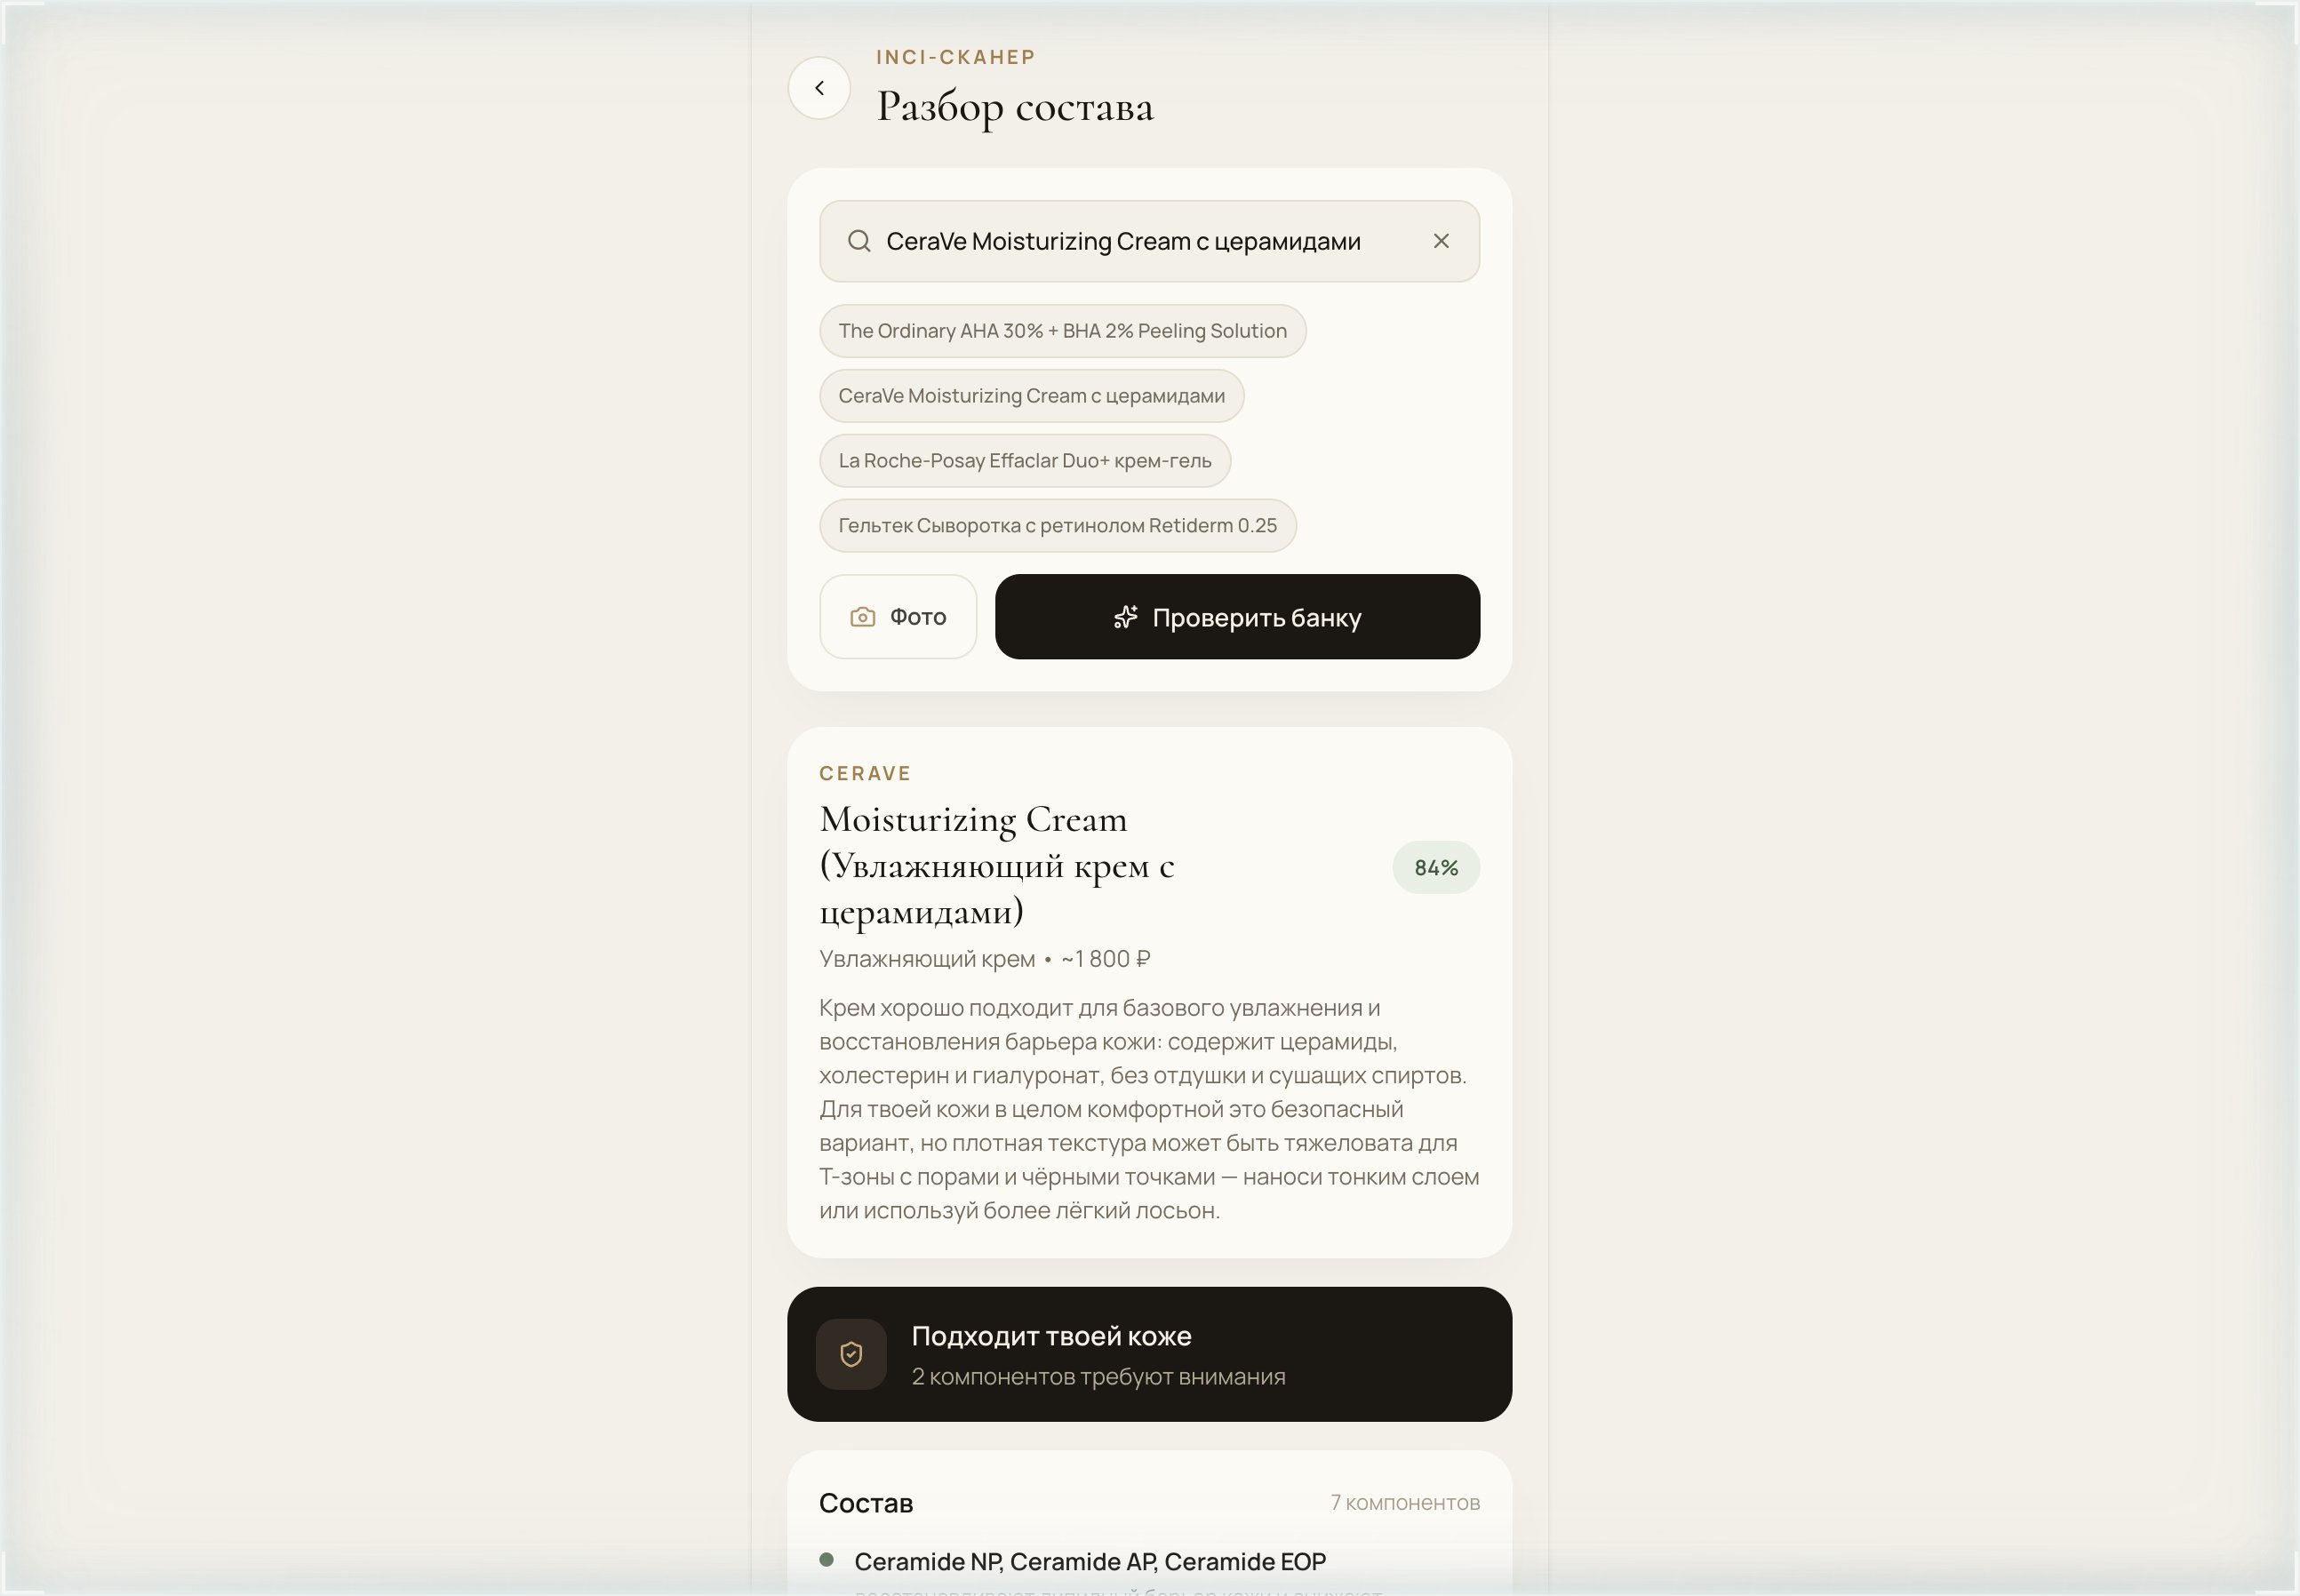 INCI-СКАНЕР
Разбор состава
CeraVe Moisturizing Cream с церамидами
The Ordinary AHA 30% + BHA 2% Peeling Solution
CeraVe Moisturizing Cream с церамидами
La Roche-Posay Effaclar Duo+ крем-гель
Гельтек Сыворотка с ретинолом Retiderm 0.25
Фото
Проверить банку
CERAVE
Moisturizing Cream
(Увлажняющий крем с
церамидами)
84%
Увлажняющий крем • ~1 800 ₽
Крем хорошо подходит для базового увлажнения и
восстановления барьера кожи: содержит церамиды,
холестерин и гиалуронат, без отдушки и сушащих спиртов.
Для твоей кожи в целом комфортной это безопасный
вариант, но плотная текстура может быть тяжеловата для
Т-зоны с порами и чёрными точками — наноси тонким слоем
или используй более лёгкий лосьон.
Подходит твоей коже
2 компонентов требуют внимания
Состав
7 компонентов
Ceramide NP, Ceramide AP, Ceramide EOP